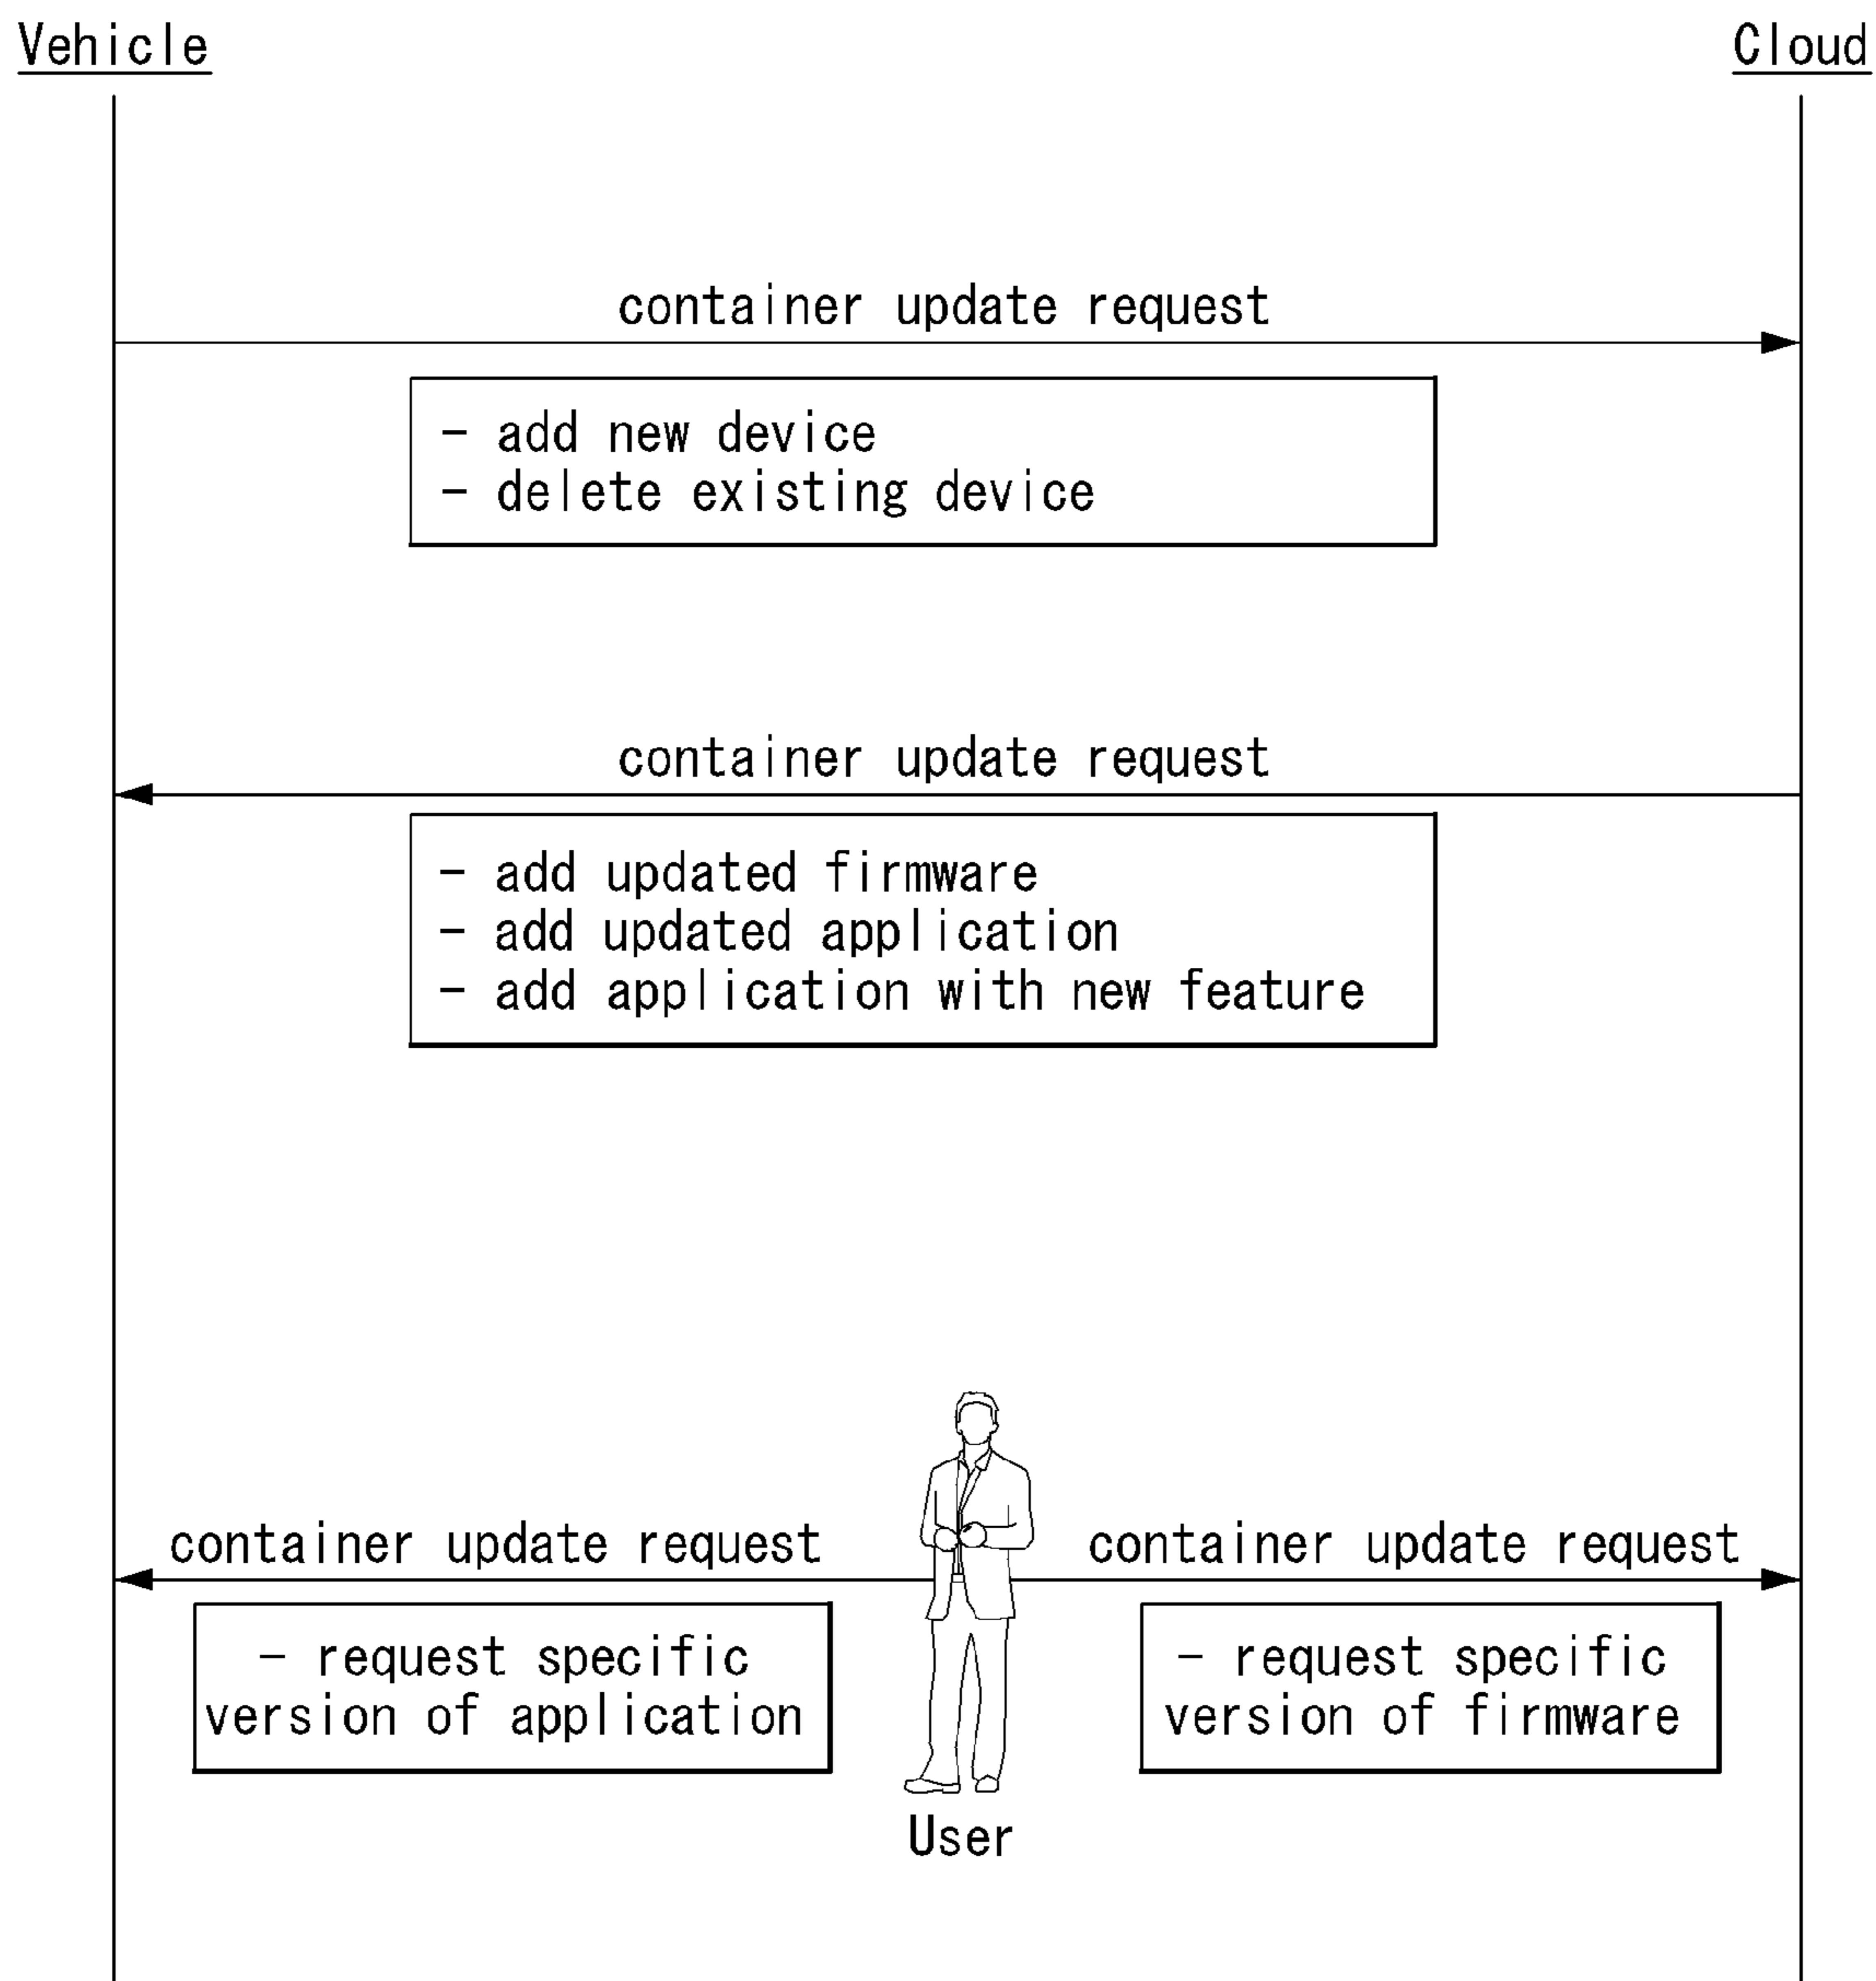 Vehicle
Cloud
container update request
- add new device
- delete existing device
container update request
- add updated firmware
- add updated application
- add application with new feature
container update request
container update request
- request specific
version of application
- request specific
version of firmware
User